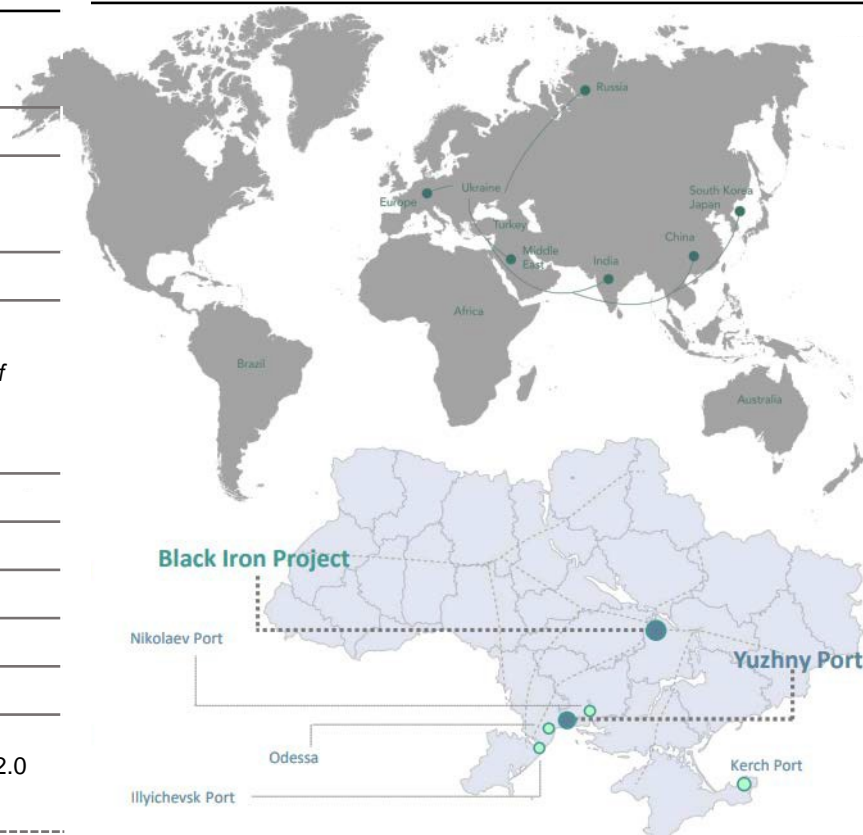 Russia
Ukraine
Europe
South Korea
Japan
Turkey
China
Middle
East
India
Africa
Brazil
Australia
f
Black Iron Project
Nikolaev Port
Yuzhny Port
Odessa
Kerch Port
2.0
Illyichevsk Port